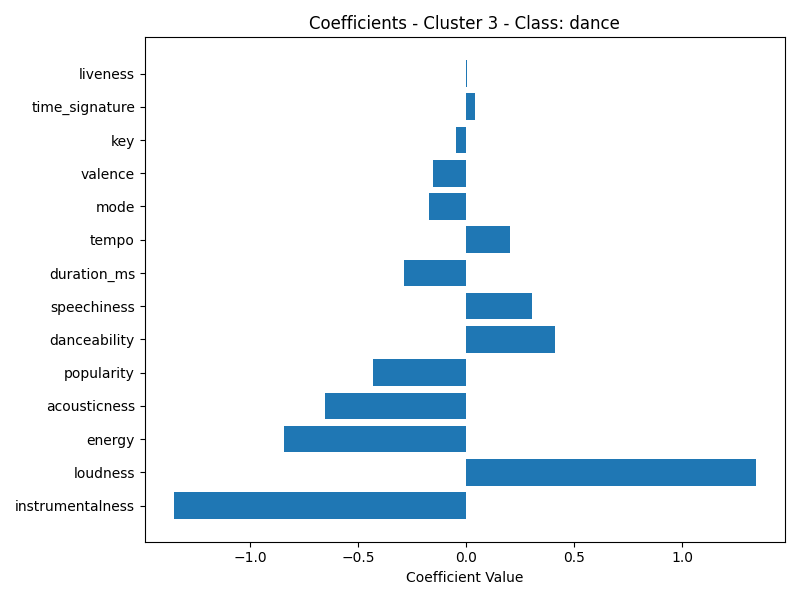 Coefficients - Cluster 3 - Class: dance
liveness
time_signature
key
valence
mode
tempo
duration_ms
speechiness
danceability
popularity
acousticness
energy
loudness
instrumentalness
−1.0 −0.5 0.0 0.5 1.0
Coefficient Value